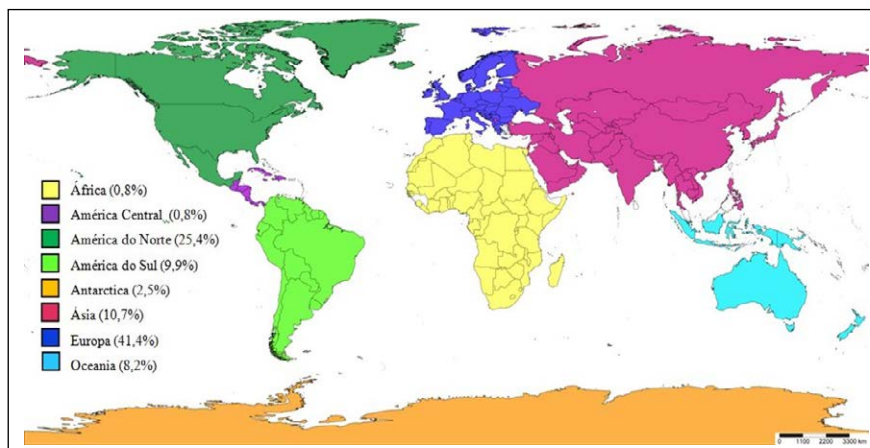 África (0,8%)
América Central (0,8%)
América do Norte (25,4%)
América do Sul (9,9%)
Antarctica (2,5%)
Ásia (10,7%)
Europa (41,4%)
Oceania (8,2%)
0 1100 2200 3300 km